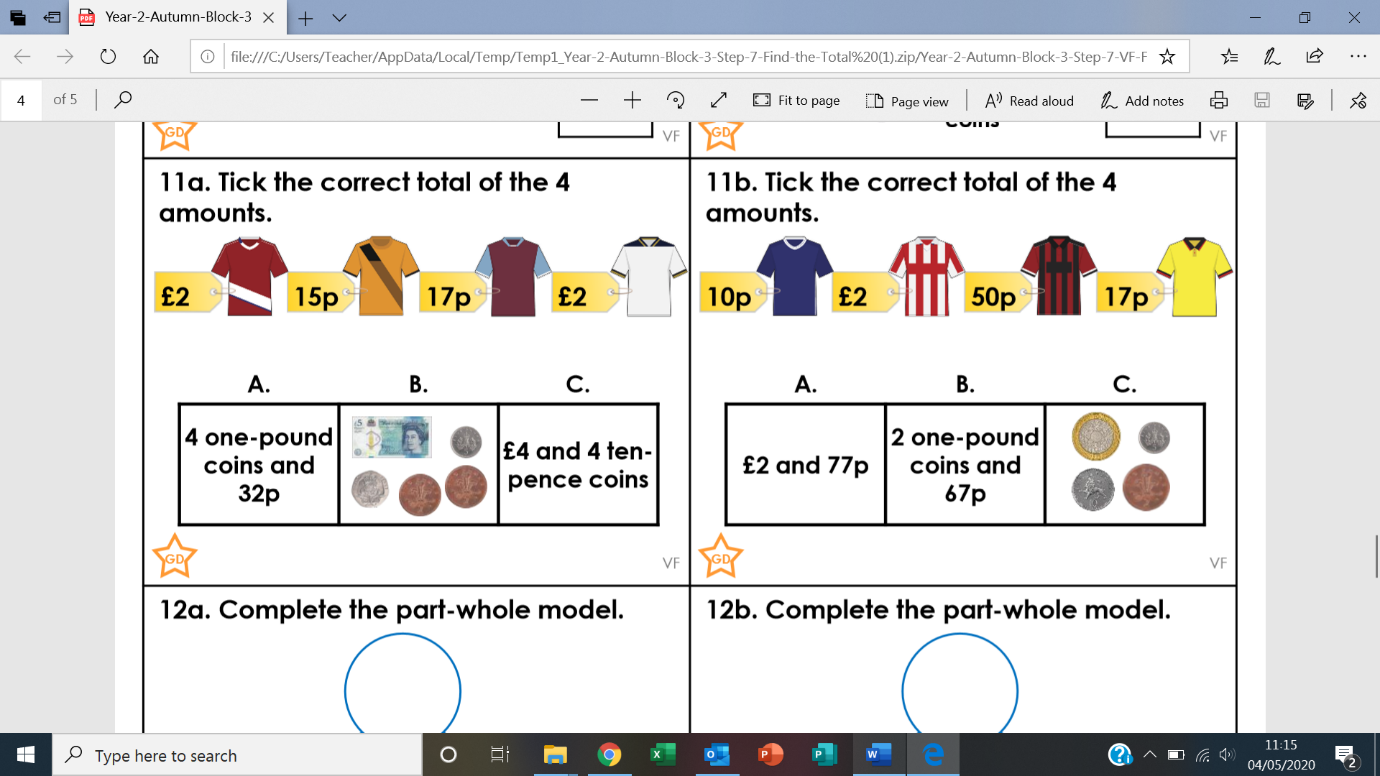 Year-2-Autumn-Block-3
file:///C:/Users/Teacher/AppData/Local/Temp/Temp1_Year-2-Autumn-Block-3-Step-7-Find-the-Total%20(1).zip/Year-2-Autumn-Block-3-Step-7-VF-F
4 of 5
Fit to page
Page view
Read aloud
Add notes
GD
VF
GD
coins
VF
11a. Tick the correct total of the 4
amounts.
£2
15p
17p
£2
A.
B.
C.
4 one-pound
coins and
32p
£4 and 4 ten-
pence coins
GD
VF
11b. Tick the correct total of the 4
amounts.
10p
£2
50p
17p
A.
B.
C.
£2 and 77p
2 one-pound
coins and
67p
GD
VF
12a. Complete the part-whole model.
12b. Complete the part-whole model.
Type here to search
11:15
04/05/2020
2